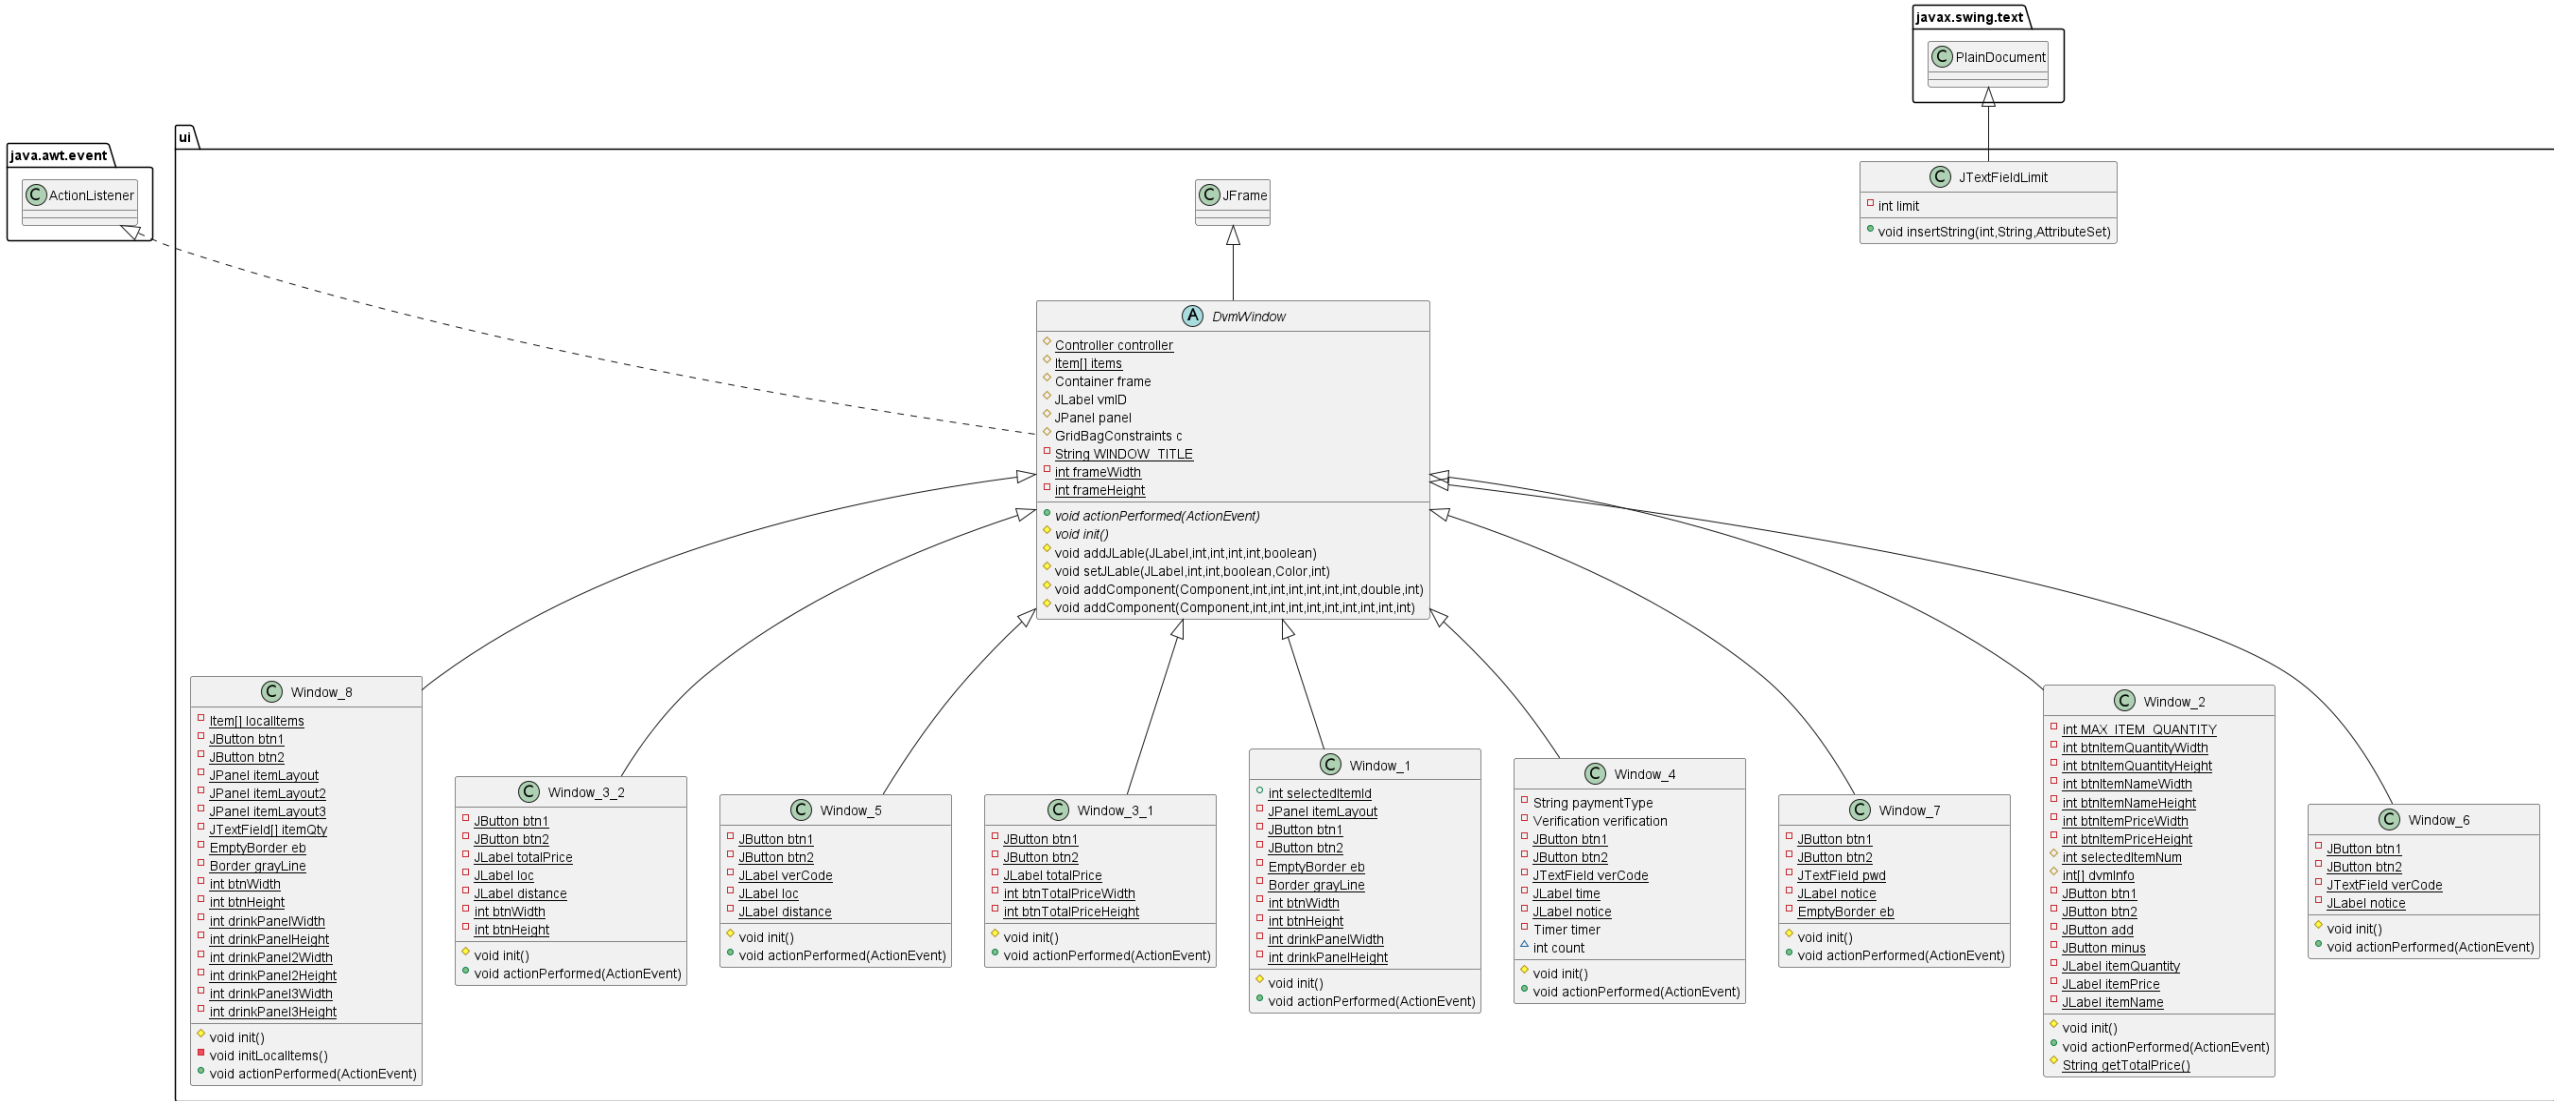 javax.swing.text
C PlainDocument
ui
java.awt.event
C ActionListener
C JFrame
C JTextFieldLimit
int limit
void insertString(int,String,AttributeSet)
A DvmWindow
Controller controller
Item[] items
Container frame
JLabel vmID
JPanel panel
GridBagConstraints c
String WINDOW_TITLE
int frameWidth
int frameHeight
void actionPerformed(ActionEvent)
void init()
void addJLable(JLabel,int,int,int,int,boolean)
void setJLable(JLabel,int,int,boolean,Color,int)
void addComponent(Component,int,int,int,int,int,int,double,int)
void addComponent(Component,int,int,int,int,int,int,int,int,int)
C Window_8
Item[] localItems
JButton btn1
JButton btn2
JPanel itemLayout
JPanel itemLayout2
JPanel itemLayout3
JTextField[] itemQty
EmptyBorder eb
Border grayLine
int btnWidth
int btnHeight
int drinkPanelWidth
int drinkPanelHeight
int drinkPanel2Width
int drinkPanel2Height
int drinkPanel3Width
int drinkPanel3Height
void init()
void initLocalItems()
void actionPerformed(ActionEvent)
C Window_3_2
JButton btn1
JButton btn2
JLabel totalPrice
JLabel loc
JLabel distance
int btnWidth
int btnHeight
void init()
void actionPerformed(ActionEvent)
C Window_5
JButton btn1
JButton btn2
JLabel verCode
JLabel loc
JLabel distance
void init()
void actionPerformed(ActionEvent)
C Window_3_1
JButton btn1
JButton btn2
JLabel totalPrice
int btnTotalPriceWidth
int btnTotalPriceHeight
void init()
void actionPerformed(ActionEvent)
C Window_1
int selectedItemId
JPanel itemLayout
JButton btn1
JButton btn2
EmptyBorder eb
Border grayLine
int btnWidth
int btnHeight
int drinkPanelWidth
int drinkPanelHeight
void init()
void actionPerformed(ActionEvent)
C Window_4
String paymentType
Verification verification
JButton btn1
JButton btn2
JTextField verCode
JLabel time
JLabel notice
Timer timer
int count
void init()
void actionPerformed(ActionEvent)
C Window_7
JButton btn1
JButton btn2
JTextField pwd
JLabel notice
EmptyBorder eb
void init()
void actionPerformed(ActionEvent)
C Window_2
int MAX_ITEM_QUANTITY
int btnItemQuantityWidth
int btnItemQuantityHeight
int btnItemNameWidth
int btnItemNameHeight
int btnItemPriceWidth
int btnItemPriceHeight
int selectedItemNum
int[] dvmInfo
JButton btn1
JButton btn2
JButton add
JButton minus
JLabel itemQuantity
JLabel itemPrice
JLabel itemName
void init()
void actionPerformed(ActionEvent)
String getTotalPrice()
C Window_6
JButton btn1
JButton btn2
JTextField verCode
JLabel notice
void init()
void actionPerformed(ActionEvent)